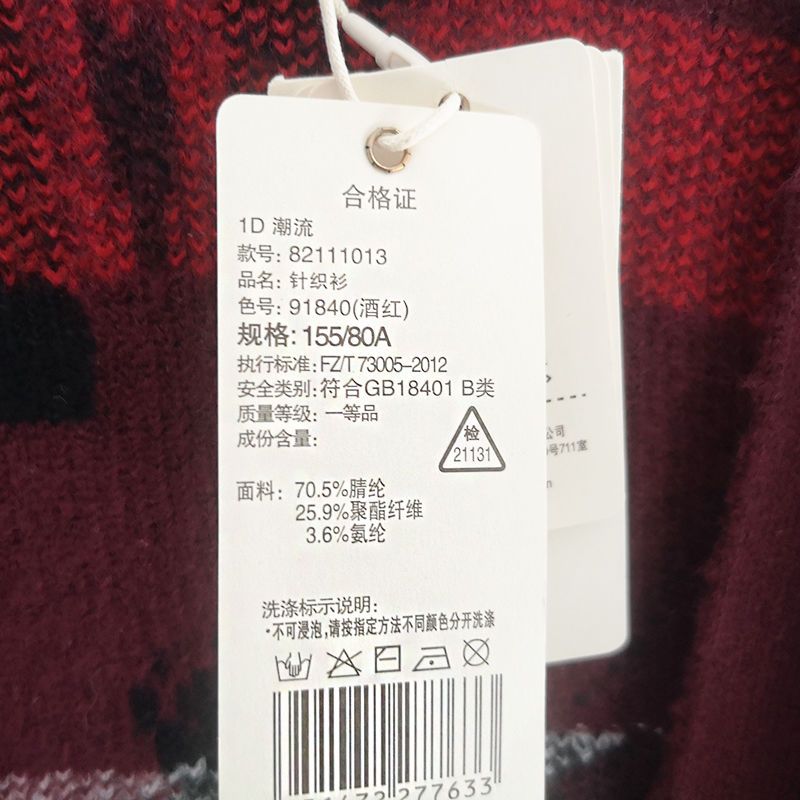 合格证
1D 潮流
款号: 82111013
品名: 针织衫
色号: 91840(酒红)
规格: 155/80A
执行标准: FZ/T 73005-2012
安全类别: 符合GB18401 B类
质量等级: 一等品
成份含量:
检
21131
面料: 70.5%腈纶
25.9%聚酯纤维
3.6%氨纶
洗涤标示说明:
·不可浸泡,请按指定方法不同颜色分开洗涤
277633
公司
号711室